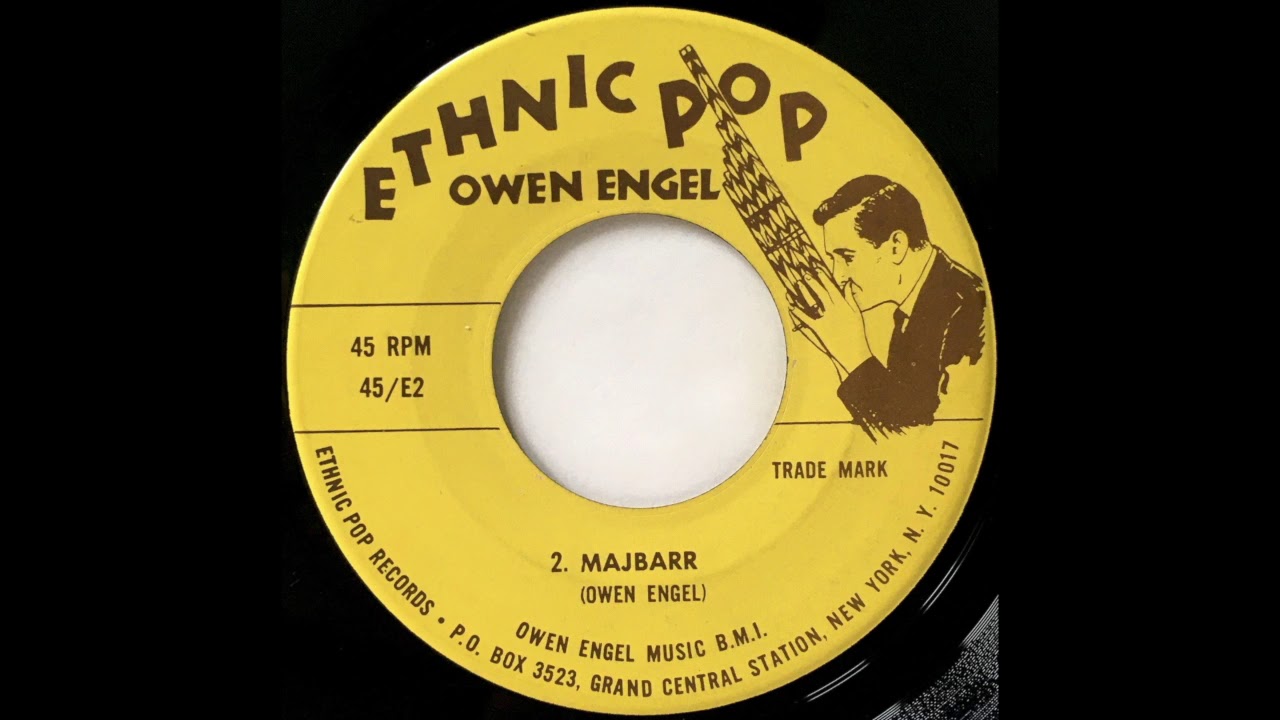 ETHNIC POP
OWEN ENGEL
45 RPM
45/E2
TRADE MARK
2. MAJBARR
(OWEN ENGEL)
OWEN ENGEL MUSIC B.M.I.
ETHNIC POP RECORDS • P.O. BOX 3523, GRAND CENTRAL STATION, NEW YORK, N. Y. 10017